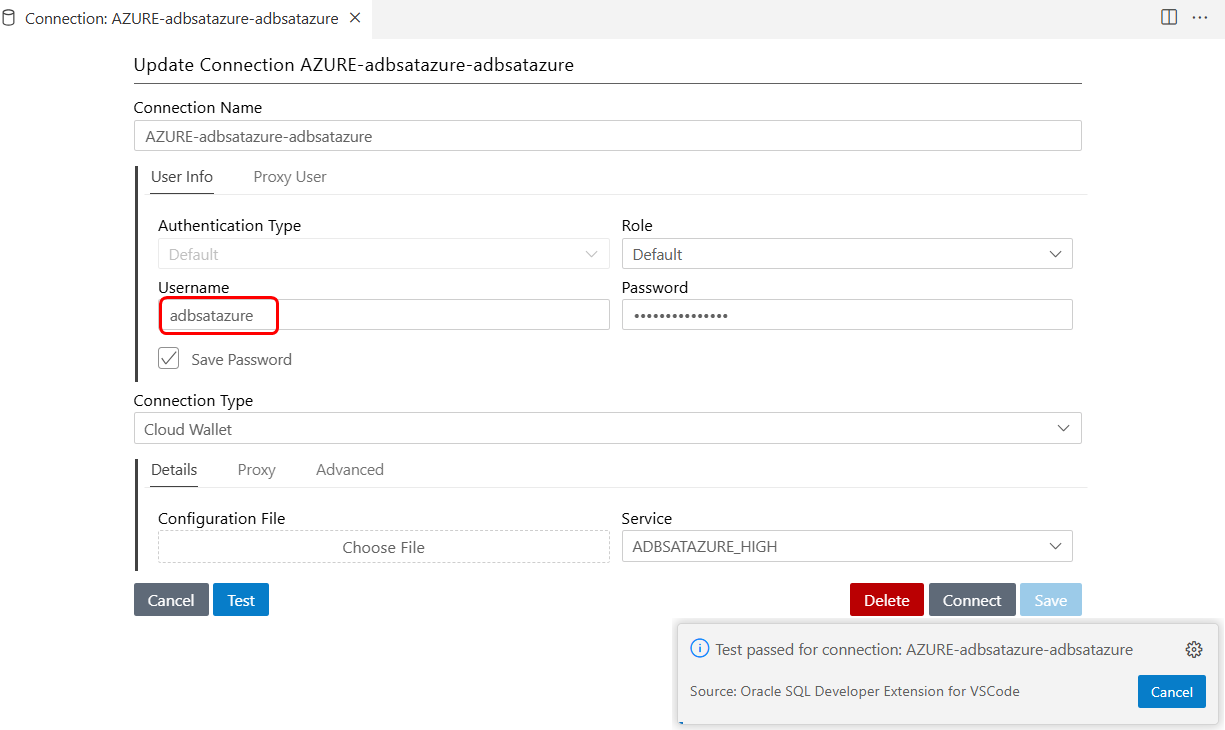 Connection: AZURE-adbsatazure-adbsatazure
Update Connection AZURE-adbsatazure-adbsatazure
Connection Name
AZURE-adbsatazure-adbsatazure
User Info Proxy User
Authentication Type Role
Default Default
Username Password
adbsatazure •••••••••••••••
Save Password
Connection Type
Cloud Wallet
Details Proxy Advanced
Configuration File Service
Choose File ADBSATAZURE_HIGH
Cancel Test Delete Connect Save
Test passed for connection: AZURE-adbsatazure-adbsatazure
Source: Oracle SQL Developer Extension for VSCode Cancel